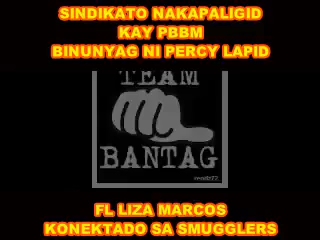 SINDIKATO NAKAPALIGID
KAY PBBM
BINUNYAG NI PERCY LAPID
TEAM
BANTAG
FL LIZA MARCOS
KONEKTADO SA SMUGGLERS